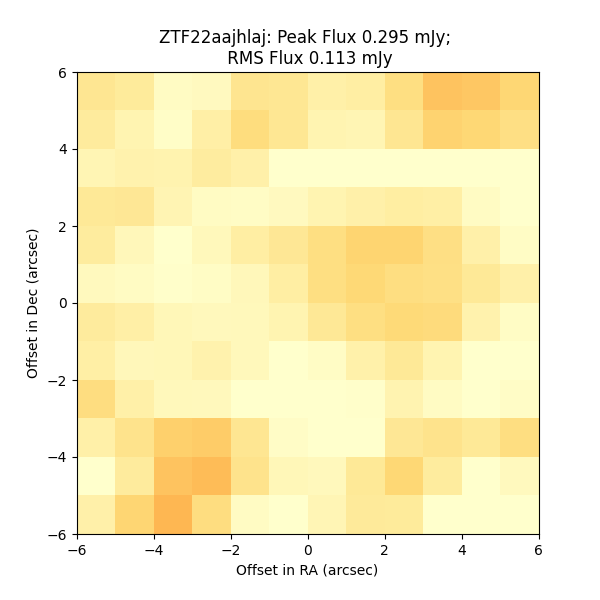 ZTF22aajhlaj: Peak Flux 0.295 mJy;
RMS Flux 0.113 mJy
6
4
2
0
−2
−4
−6
Offset in Dec (arcsec)
−6 −4 −2 0 2 4 6
Offset in RA (arcsec)